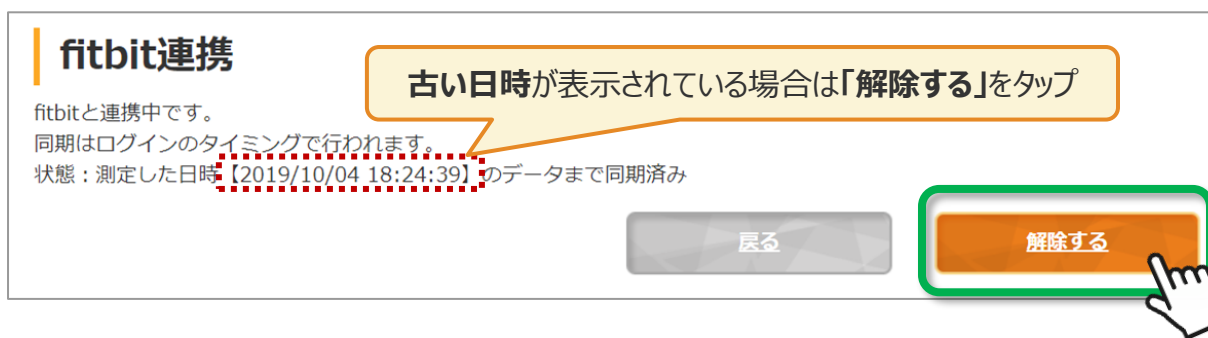 fitbit連携
古い日時が表示されている場合は「解除する」をタップ
fitbitと連携中です。
同期はログインのタイミングで行われます。
状態：測定した日時【2019/10/04 18:24:39】のデータまで同期済み
戻る
解除する